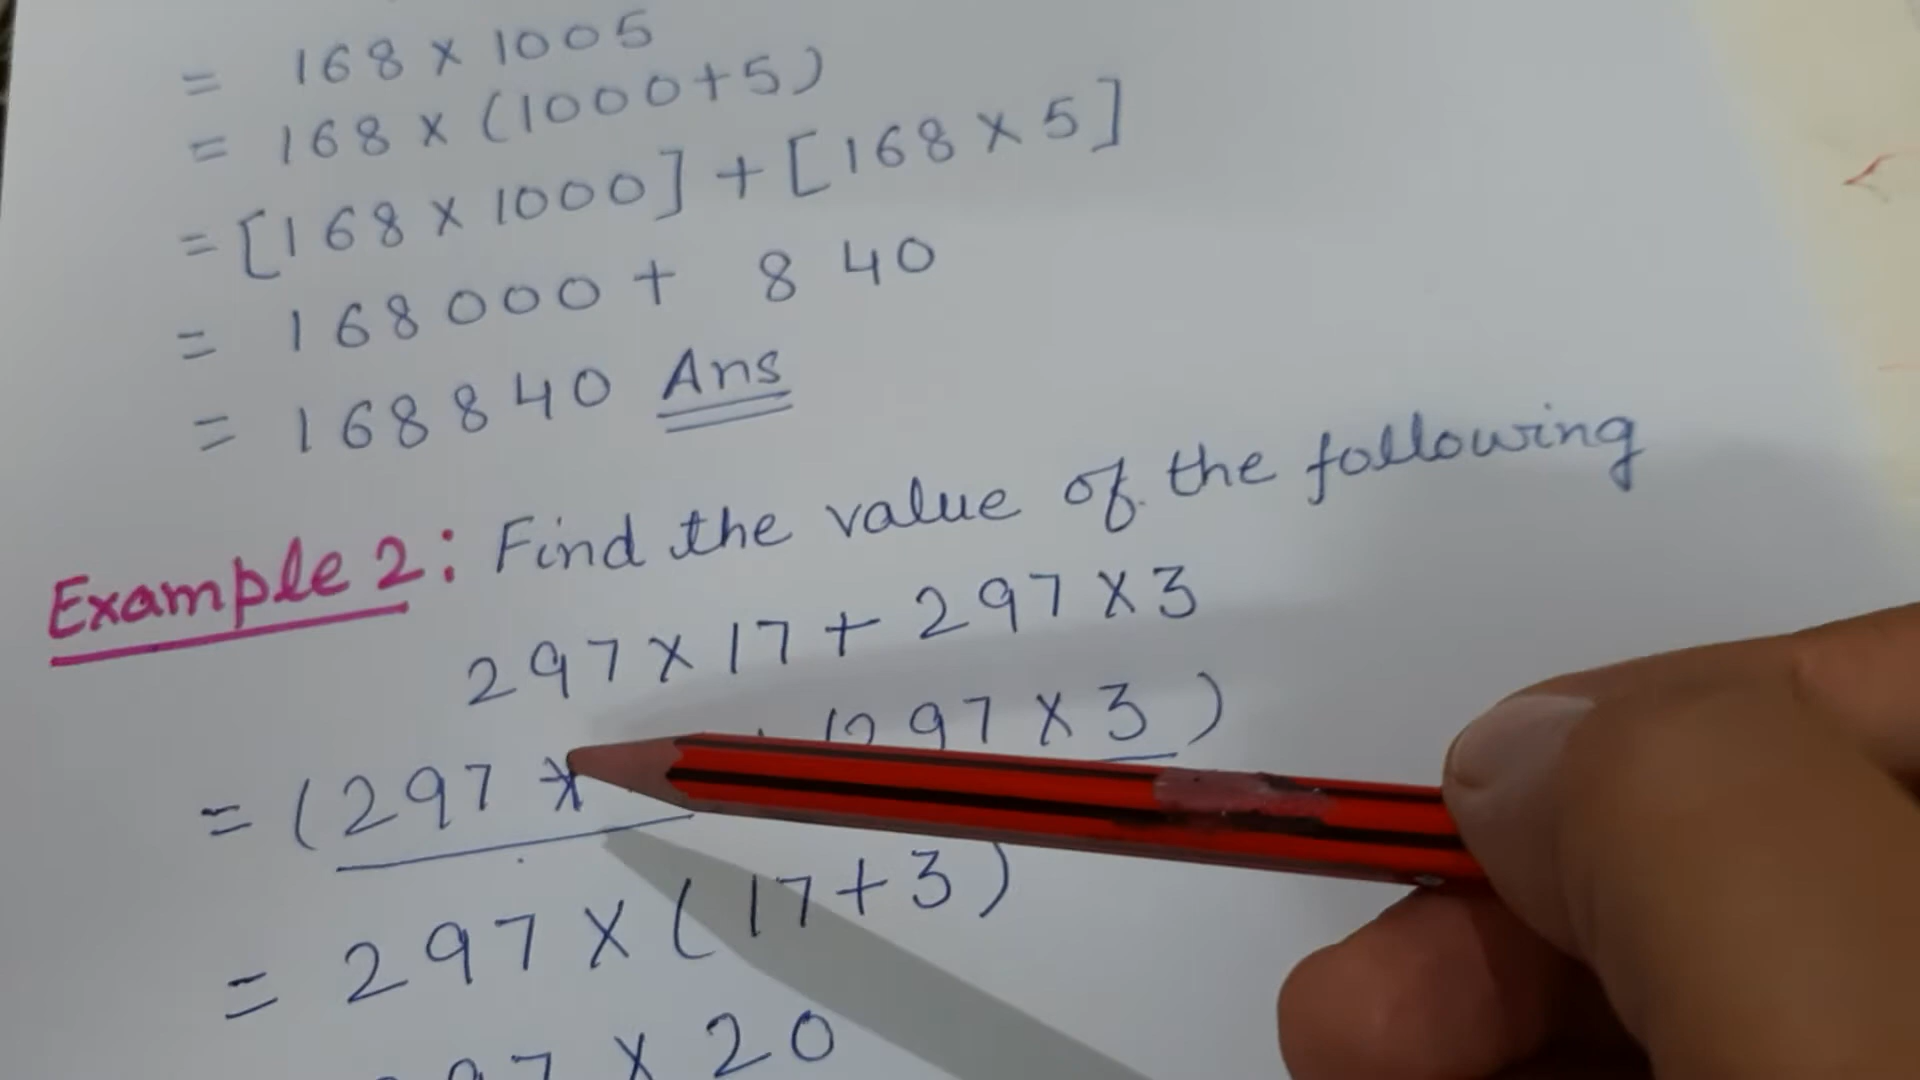 = 168 × 1005
= 168 × (1000+5)
= [168 × 1000] + [168 × 5]
= 168000 + 840
= 168840 Ans
Example 2: Find the value of the following
297 × 17 + 297 × 3
= (297 × 297 × 3)
= 297 × (17+3)
97 × 20